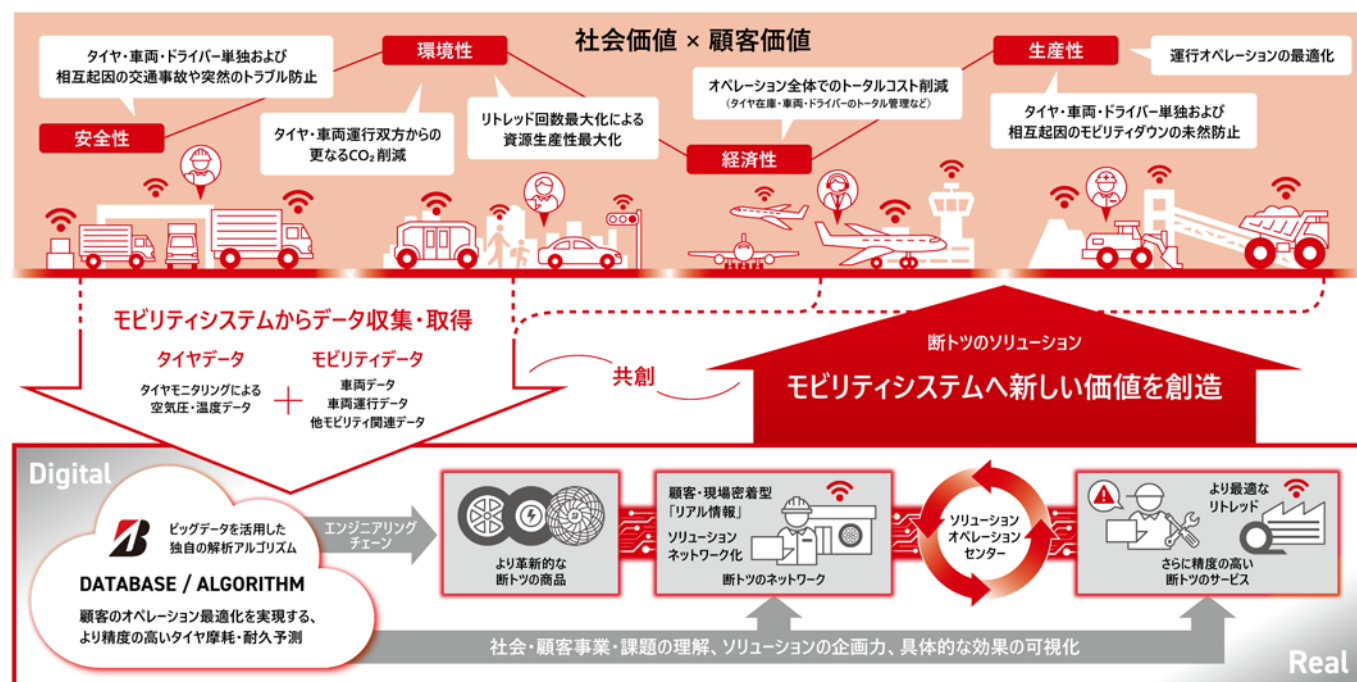 社会価値 × 顧客価値
タイヤ・車両・ドライバー単独および
相互起因の交通事故や突然のトラブル防止
安全性
環境性
タイヤ・車両運行双方からの
更なるCO₂削減
リトレッド回数最大化による
資源生産性最大化
オペレーション全体でのトータルコスト削減
（タイヤ在庫・車両・ドライバーのトータル管理など）
経済性
生産性
運行オペレーションの最適化
タイヤ・車両・ドライバー単独および
相互起因のモビリティダウンの未然防止
モビリティシステムからデータ収集・取得
タイヤデータ
タイヤモニタリングによる
空気圧・温度データ
モビリティデータ
車両データ
車両運行データ
他モビリティ関連データ
共創
断トツのソリューション
モビリティシステムへ新しい価値を創造
Digital
ビッグデータを活用した
独自の解析アルゴリズム
DATABASE / ALGORITHM
顧客のオペレーション最適化を実現する、
より精度の高いタイヤ摩耗・耐久予測
エンジニアリング
チェーン
より革新的な
断トツの商品
顧客・現場密着型
「リアル情報」
ソリューション
ネットワーク化
断トツのネットワーク
ソリューション
オペレーション
センター
より最適な
リトレッド
さらに精度の高い
断トツのサービス
社会・顧客事業・課題の理解、ソリューションの企画力、具体的な効果の可視化
Real